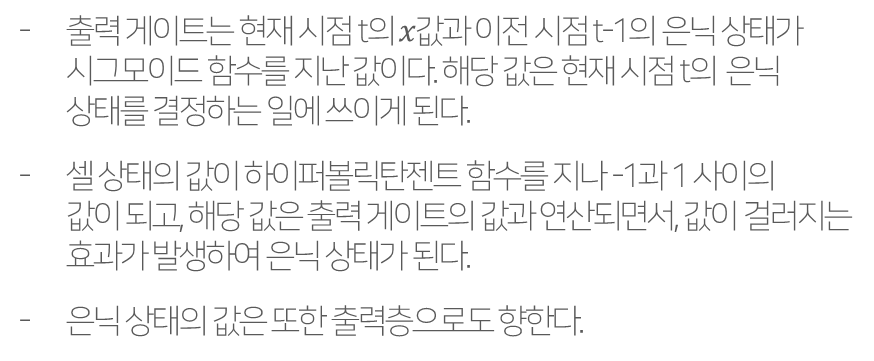 - 출력 게이트는 현재 시점 t의 x값과 이전 시점 t-1의 은닉 상태가
시그모이드 함수를 지난 값이다. 해당 값은 현재 시점 t의 은닉
상태를 결정하는 일에 쓰이게 된다.
- 셀 상태의 값이 하이퍼볼릭탄젠트 함수를 지나 -1과 1 사이의
값이 되고, 해당 값은 출력 게이트의 값과 연산되면서, 값이 걸러지는
효과가 발생하여 은닉 상태가 된다.
- 은닉 상태의 값은 또한 출력층으로도 향한다.